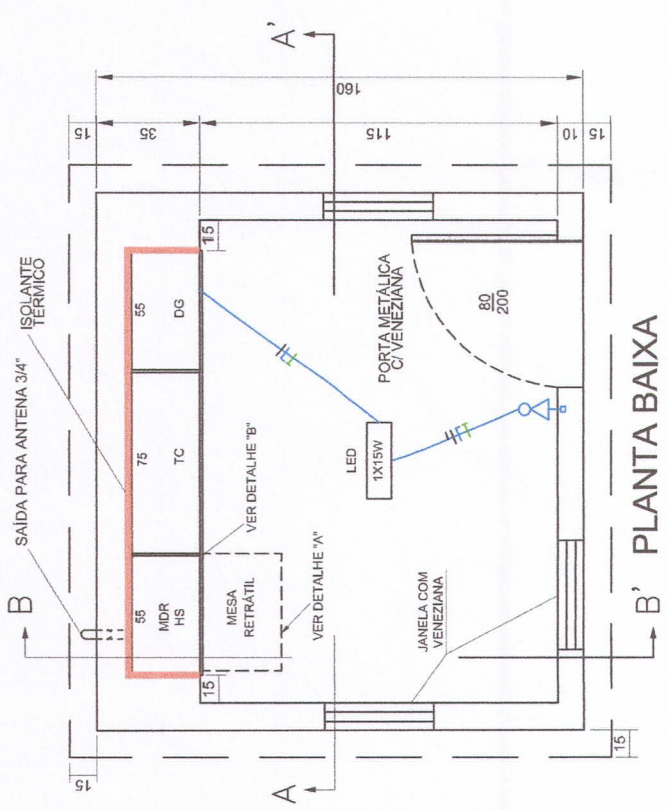 SAÍDA PARA ANTENA 3/4"
ISOLANTE
TÉRMICO
B
A'
15
35
115
10
15
160
55
MDR
HS
75
TC
55
DG
15
15
MESA
RETRÁTIL
VER DETALHE "B"
VER DETALHE "A"
LED
1X15W
PORTA METÁLICA
C/ VENEZIANA
80
200
JANELA COM
VENEZIANA
15
15
A
B'
PLANTA BAIXA